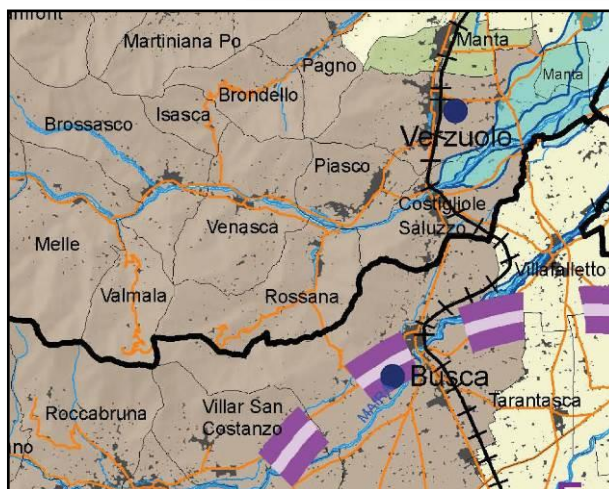 Martiniana Po
Manta
Pagno
Brondello
Manta
Isasca
Brossasco
Verzuolo
Piasco
Costigliole
Saluzzo
Venasca
Melle
Villafalletto
Valmala
Rossana
Busca
Tarantasca
Roccabruna
Villar San
Costanzo